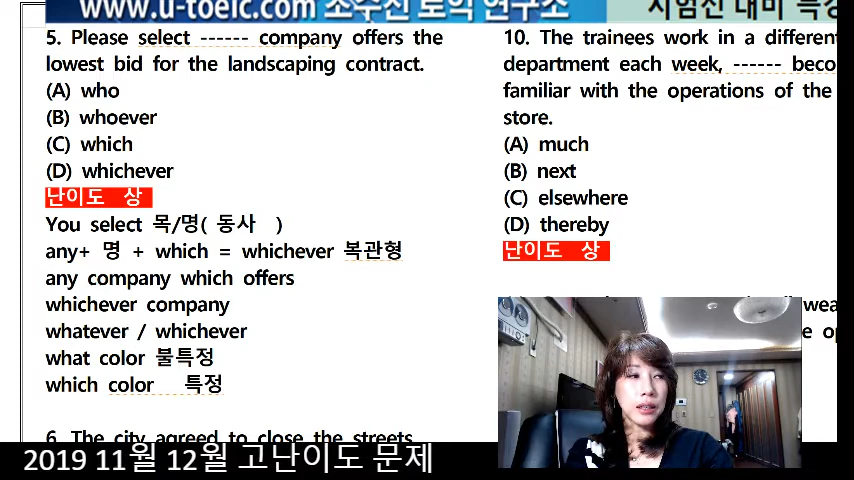 www.u-toeic.com 조수진 토익 연구소
시험전 대비 특강
5. Please select ------ company offers the
lowest bid for the landscaping contract.
(A) who
(B) whoever
(C) which
(D) whichever
난이도 상
You select 목/명( 동사 )
any+ 명 + which = whichever 복관형
any company which offers
whichever company
whatever / whichever
what color 불특정
which color 특정
6. The city agreed to close the streets
10. The trainees work in a different
department each week, ------ beco
familiar with the operations of the
store.
(A) much
(B) next
(C) elsewhere
(D) thereby
난이도 상
wea
e op
2019 11월 12월 고난이도 문제